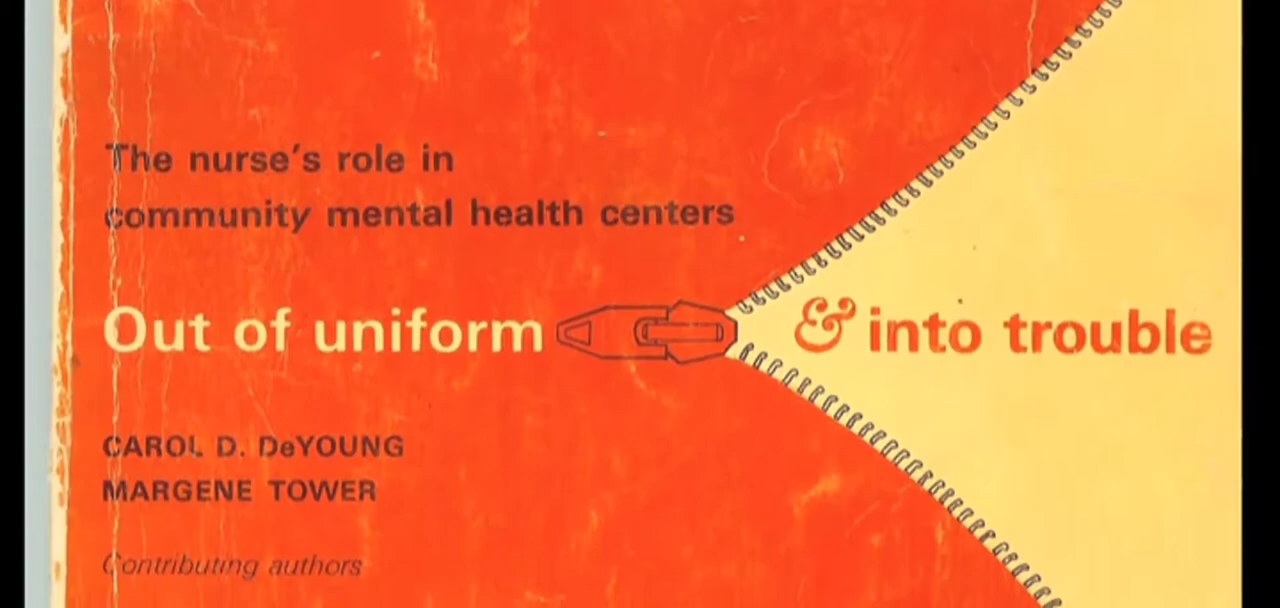 The nurse's role in
community mental health centers
Out of uniform & into trouble
CAROL D. DeYOUNG
MARGENE TOWER
Contributing authors